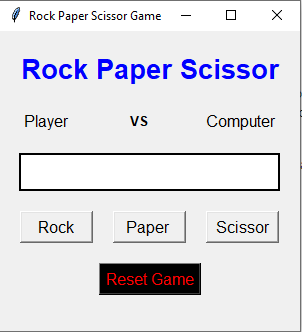 Rock Paper Scissor Game
Rock Paper Scissor
Player vs Computer
Rock Paper Scissor
Reset Game